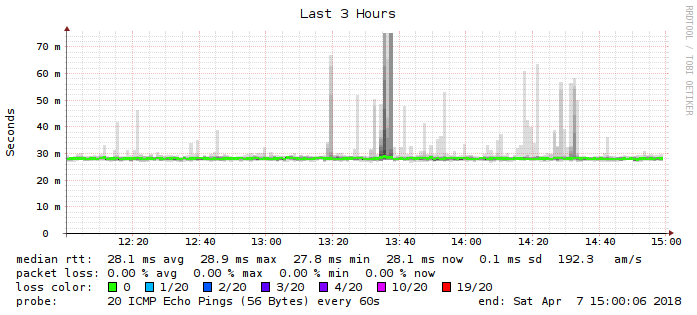 Last 3 Hours
RRDTOOL / TOBI OETIKER
Seconds
70 m
60 m
50 m
40 m
30 m
20 m
10 m
0
12:20 12:40 13:00 13:20 13:40 14:00 14:20 14:40 15:00
median rtt: 28.1 ms avg 28.9 ms max 27.8 ms min 28.1 ms now 0.1 ms sd 192.3 am/s
packet loss: 0.00 % avg 0.00 % max 0.00 % min 0.00 % now
loss color: 0 1/20 2/20 3/20 4/20 10/20 19/20
probe: 20 ICMP Echo Pings (56 Bytes) every 60s end: Sat Apr 7 15:00:06 2018